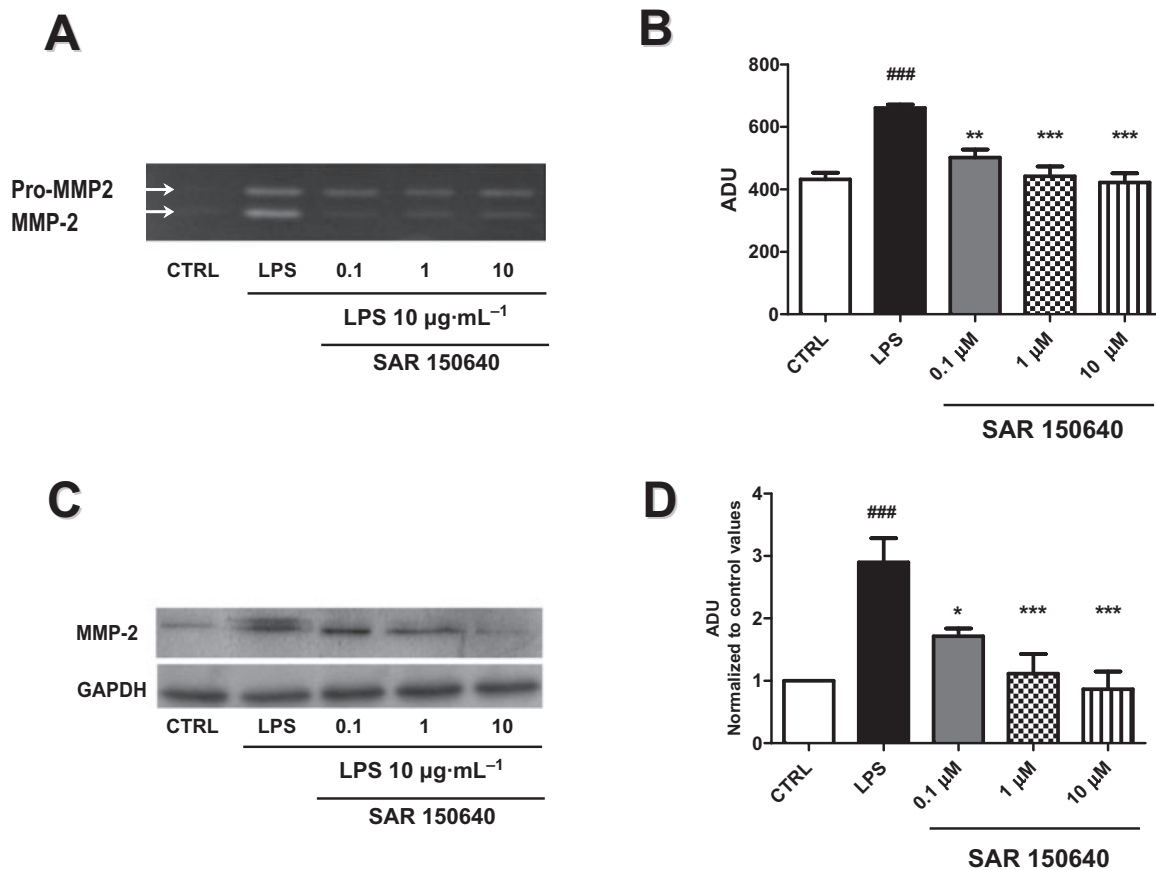 A
Pro-MMP2
MMP-2
CTRL LPS 0.1 1 10
LPS 10 µg·mL⁻¹
SAR 150640
B
800
600
400
200
0
ADU
###
** *** ***
CTRL LPS 0.1 µM 1 µM 10 µM
SAR 150640
C
MMP-2
GAPDH
CTRL LPS 0.1 1 10
LPS 10 µg·mL⁻¹
SAR 150640
D
4
3
2
1
0
ADU
Normalized to control values
###
* *** ***
CTRL LPS 0.1 µM 1 µM 10 µM
SAR 150640